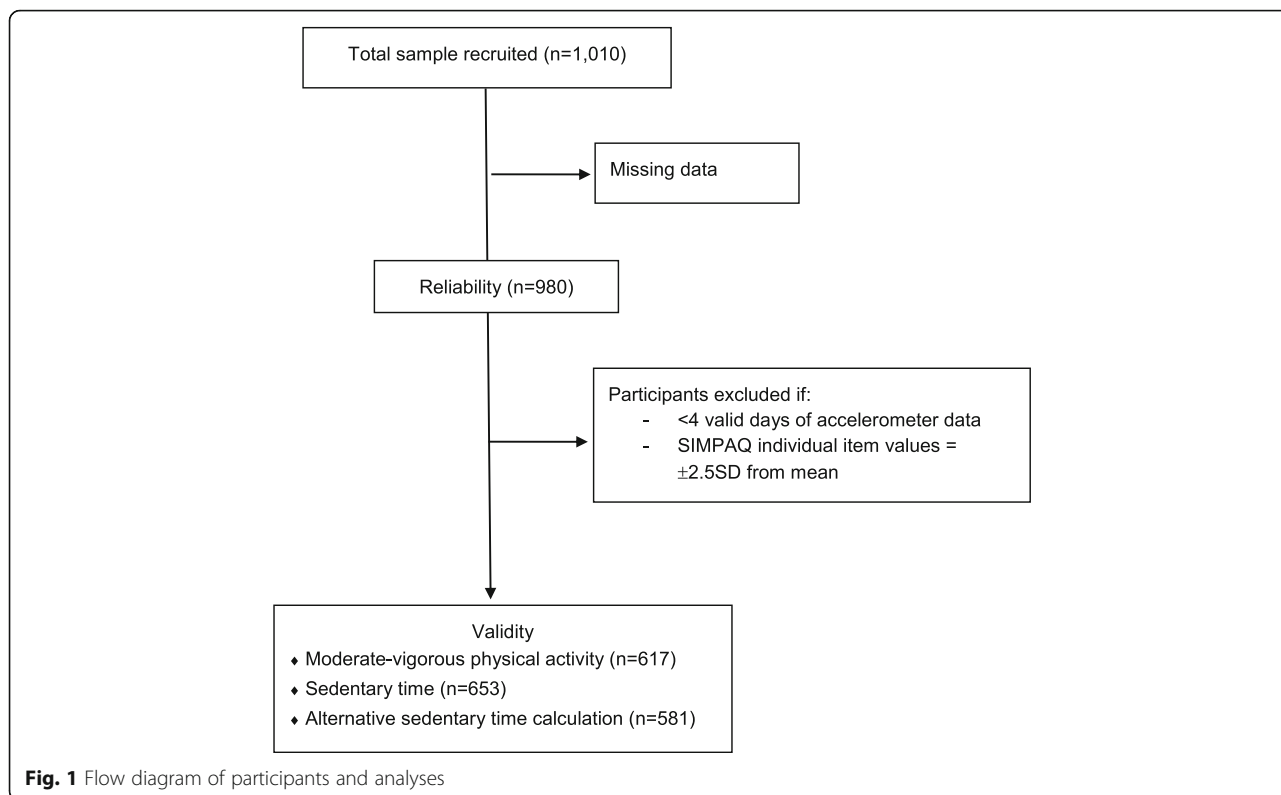 Total sample recruited (n=1,010)
Missing data
Reliability (n=980)
Participants excluded if:
- <4 valid days of accelerometer data
- SIMPAQ individual item values =
±2.5SD from mean
Validity
♦ Moderate-vigorous physical activity (n=617)
♦ Sedentary time (n=653)
♦ Alternative sedentary time calculation (n=581)
Fig. 1 Flow diagram of participants and analyses